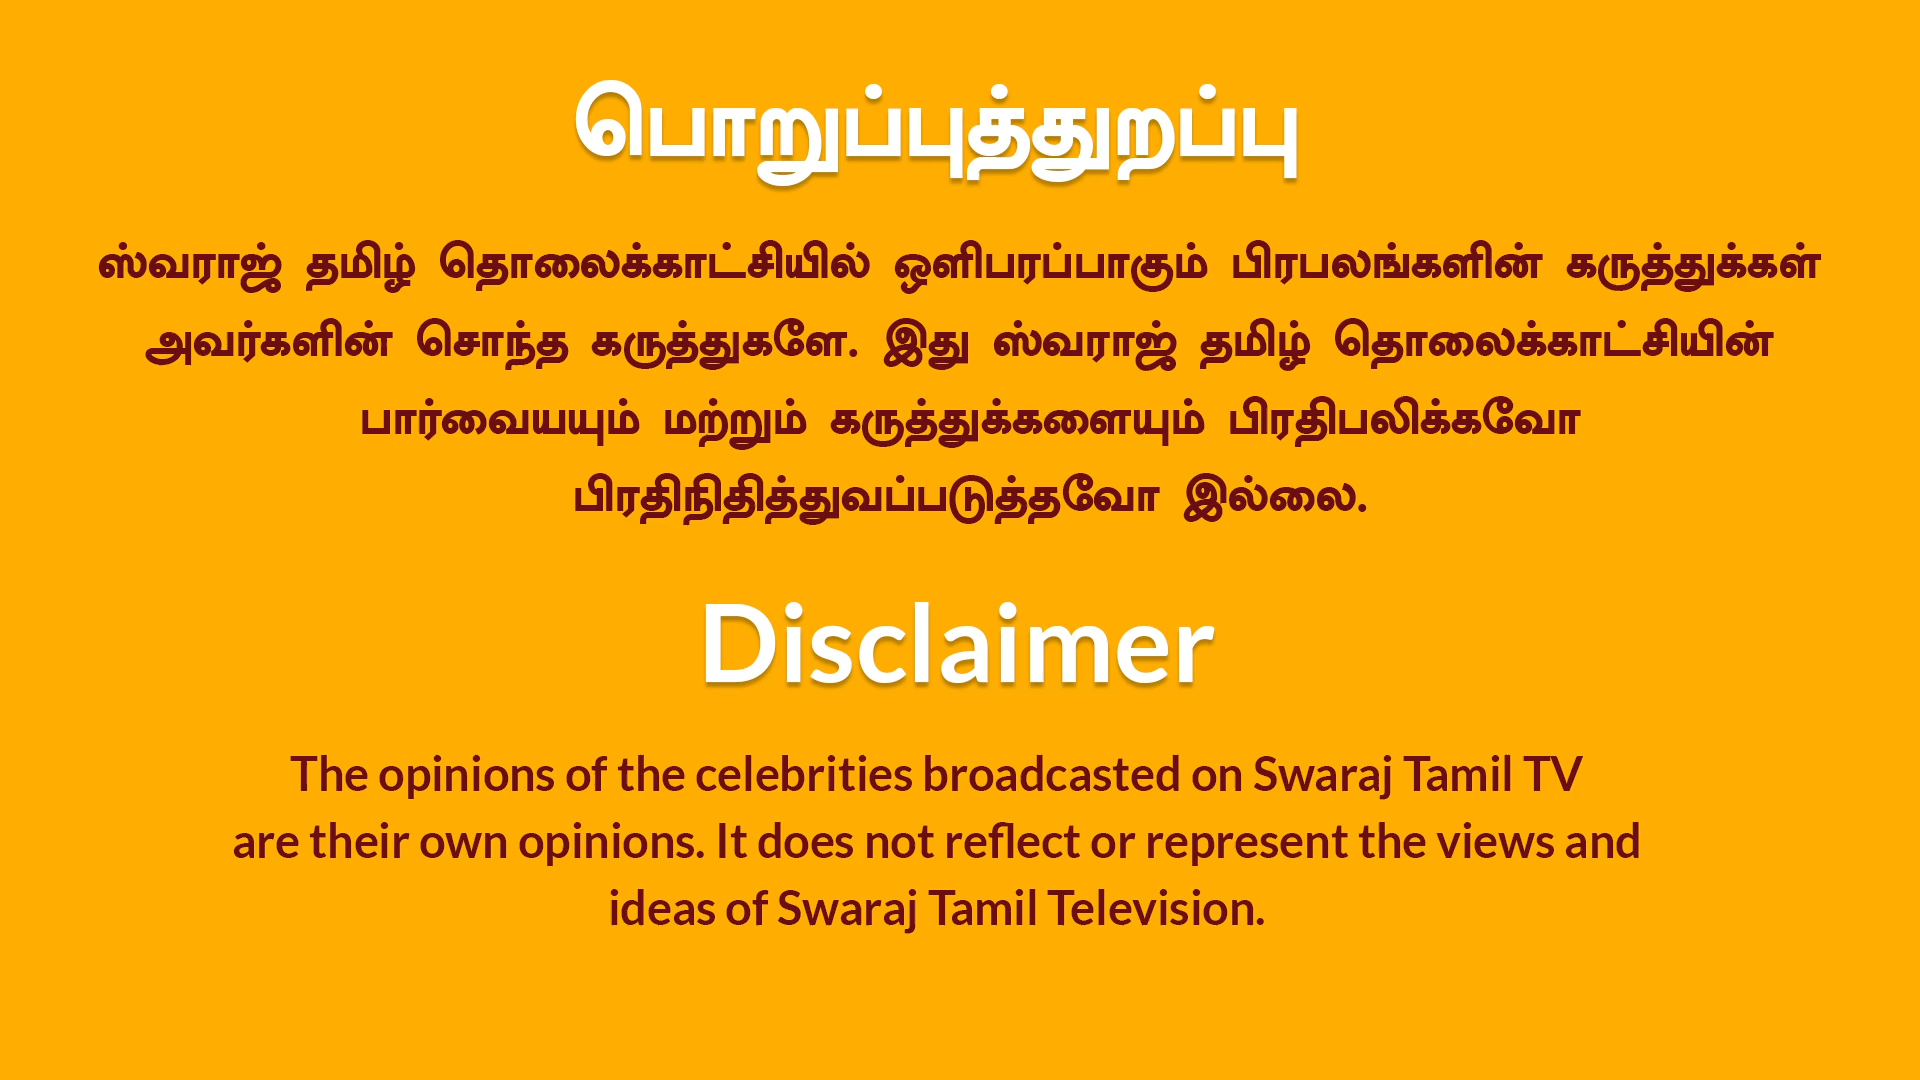 பொறுப்புத்துறப்பு
ஸ்வராஜ் தமிழ் தொலைக்காட்சியில் ஒளிபரப்பாகும் பிரபலங்களின் கருத்துக்கள்
அவர்களின் சொந்த கருத்துகளே. இது ஸ்வராஜ் தமிழ் தொலைக்காட்சியின்
பார்வையயும் மற்றும் கருத்துக்களையும் பிரதிபலிக்கவோ
பிரதிநிதித்துவப்படுத்தவோ இல்லை.
Disclaimer
The opinions of the celebrities broadcasted on Swaraj Tamil TV
are their own opinions. It does not reflect or represent the views and
ideas of Swaraj Tamil Television.